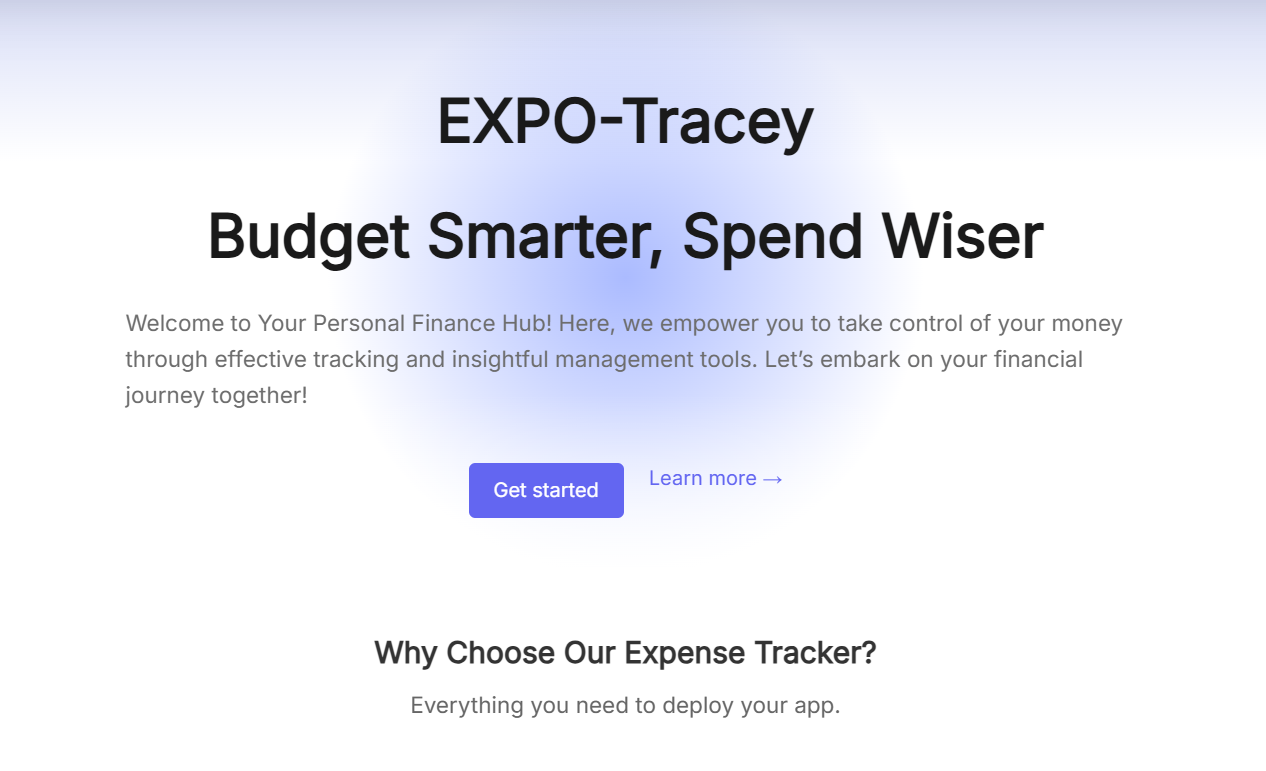 EXPO-Tracey
Budget Smarter, Spend Wiser
Welcome to Your Personal Finance Hub! Here, we empower you to take control of your money
through effective tracking and insightful management tools. Let’s embark on your financial
journey together!
Get started
Learn more →
Why Choose Our Expense Tracker?
Everything you need to deploy your app.